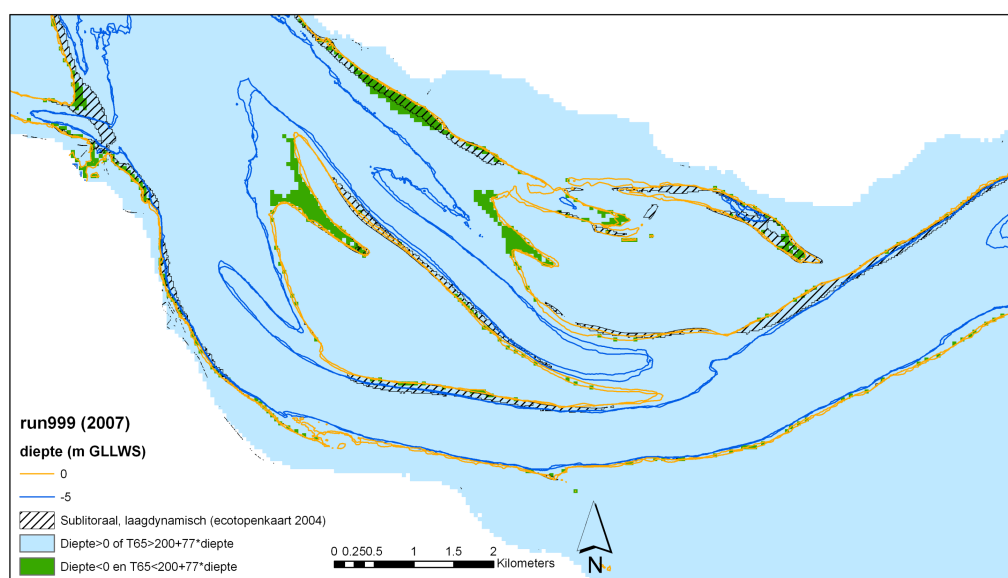 run999 (2007)
diepte (m GLLWS)
0
-5
Sublitoraal, laagdynamisch (ecotopenkaart 2004)
Diepte>0 of T65>200+77*diepte
Diepte<0 en T65<200+77*diepte
0 0.250.5 1 1.5 2
Kilometers
N